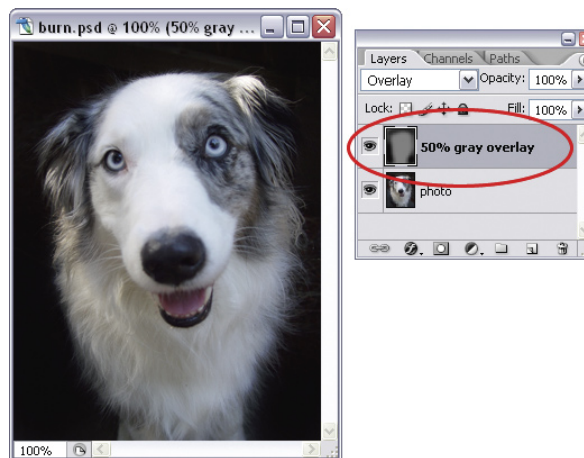 burn.psd @ 100% (50% gray ...
100%
Layers Channels Paths
Overlay Opacity: 100%
Lock: Fill: 100%
50% gray overlay
photo